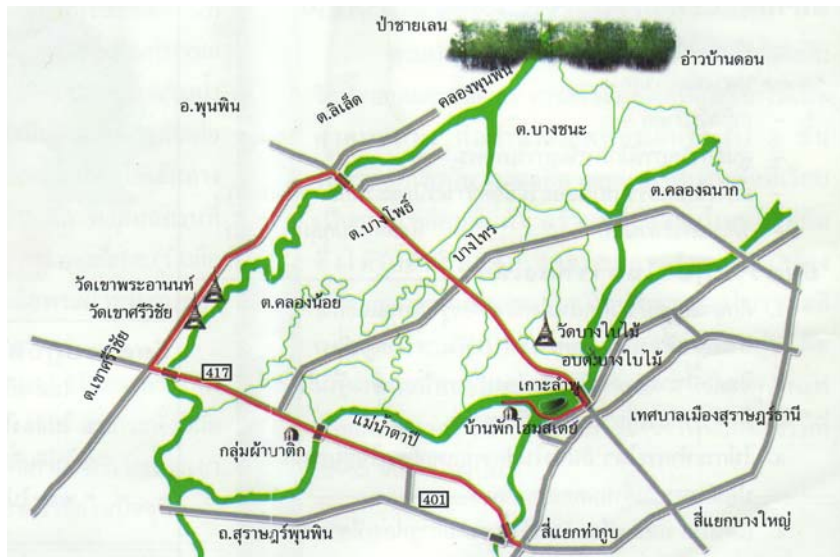 ป่าชายเลน
อ่าวบ้านดอน
คลองพุนพิน
อ.พุนพิน
ต.ลิเล็ด
ต.บางชนะ
ต.คลองฉนาก
ต.บางโพธิ์
บางไทร
วัดเขาพระอานนท์
วัดเขาศรีวิชัย
ต.คลองน้อย
วัดบางใบไม้
อบต.บางใบไม้
ต.เขาศรีวิชัย
417
เกาะลำพู
เทศบาลเมืองสุราษฎร์ธานี
แม่น้ำตาปี
บ้านพักโฮมสเตย์
กลุ่มผ้าบาติก
401
สี่แยกท่ากูบ
สี่แยกบางใหญ่
ถ.สุราษฎร์พุนพิน